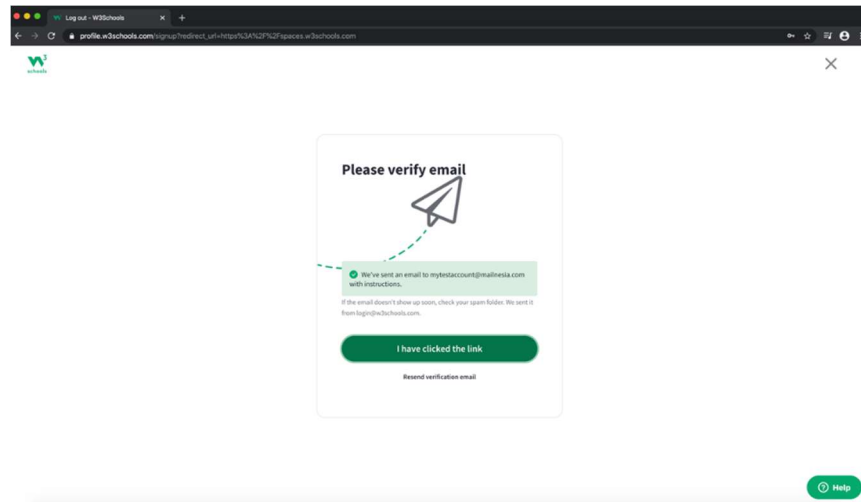 Log out - W3Schools
profile.w3schools.com/signup?redirect_url=https%3A%2F%2Fspaces.w3schools.com
W3
schools
Please verify email
We've sent an email to mytestaccount@mailnesia.com
with instructions.
If the email doesn't show up soon, check your spam folder. We sent it
from login@w3schools.com.
I have clicked the link
Resend verification email
Help